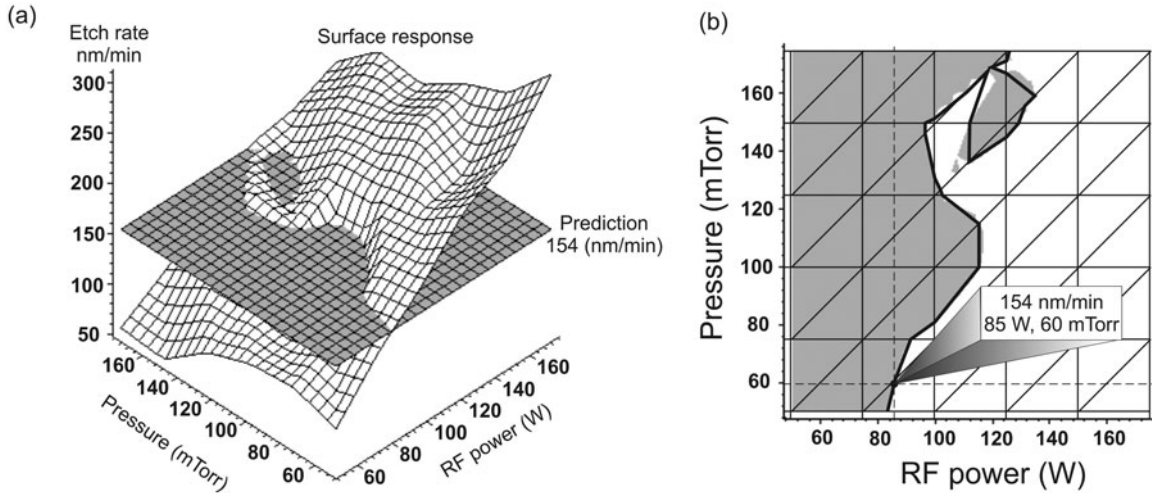 (a)
Etch rate
nm/min
Surface response
300
250
200
150
100
50
Prediction
154 (nm/min)
160
140
120
100
80
60
Pressure (mTorr)
60
80
100
120
140
160
RF power (W)
(b)
Pressure (mTorr)
160
140
120
100
80
60
154 nm/min
85 W, 60 mTorr
60
80
100
120
140
160
RF power (W)